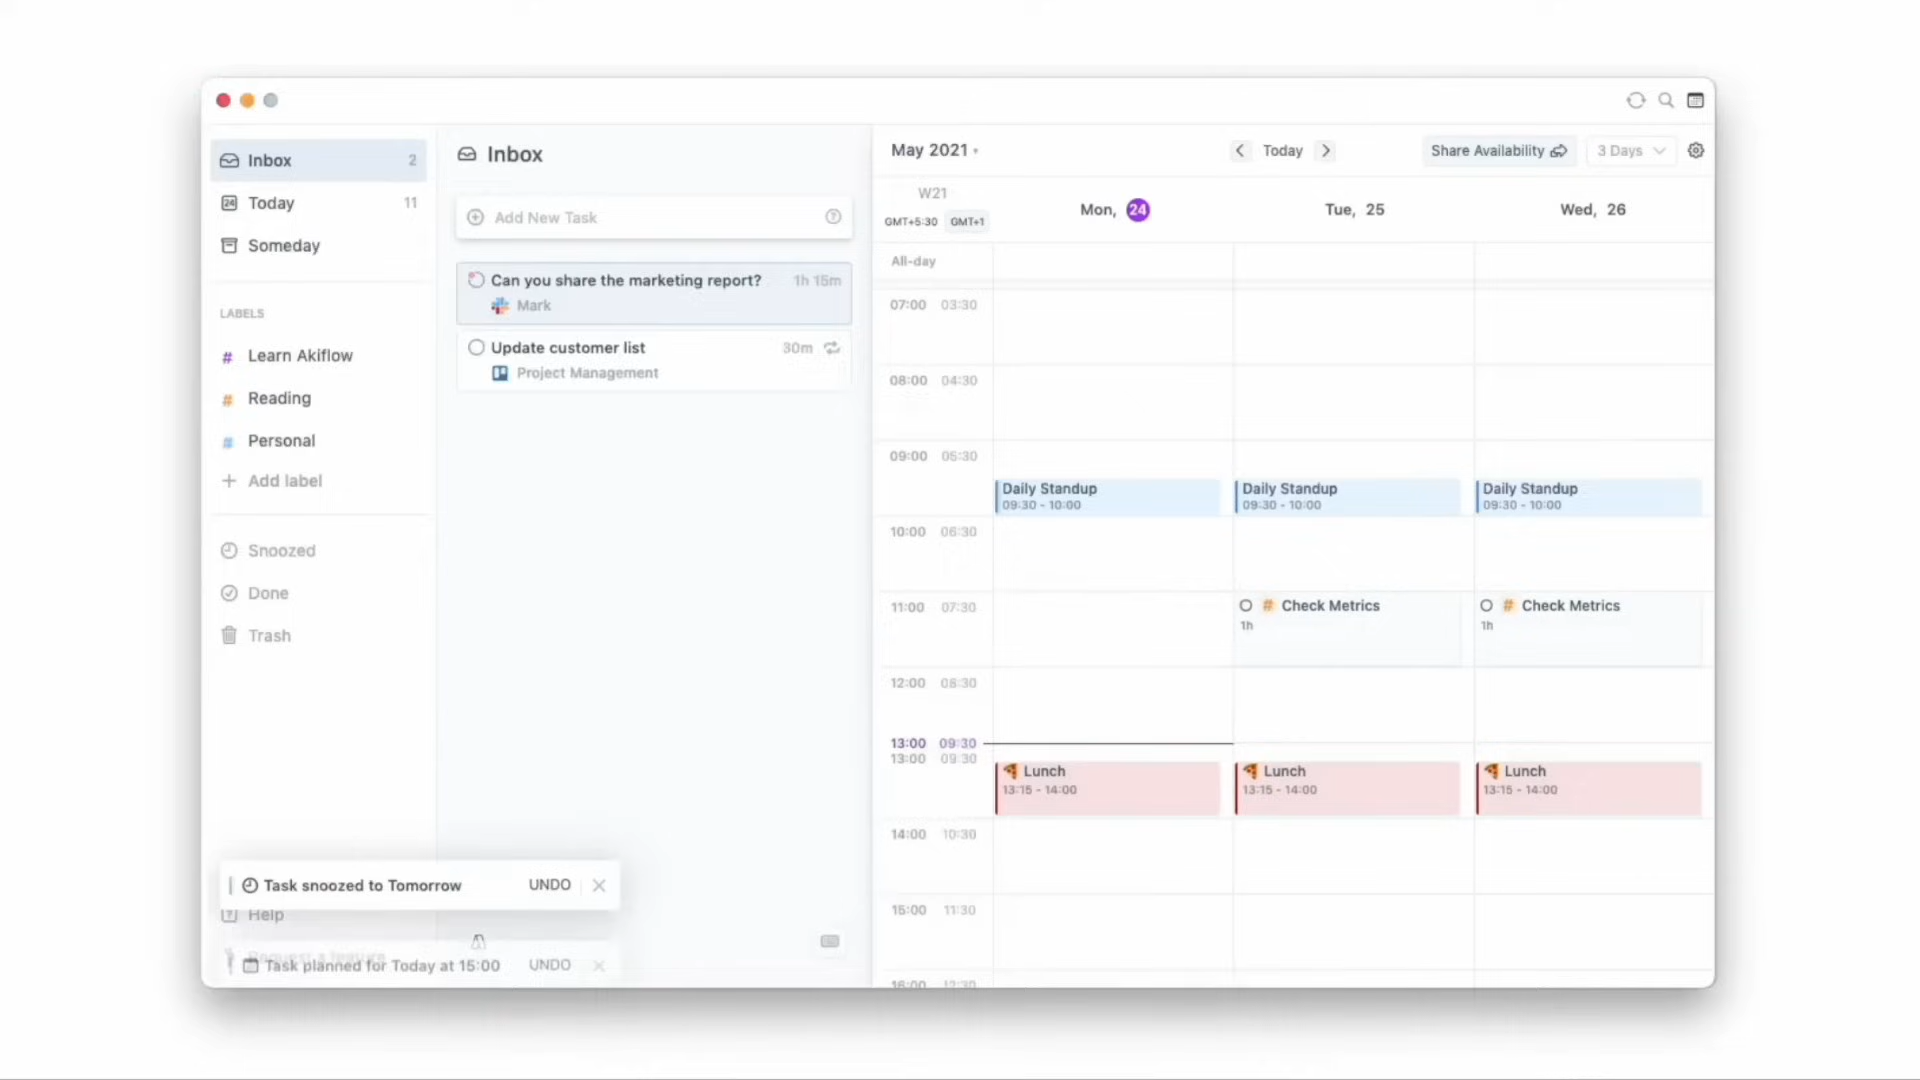 Inbox 2
Today 11
Someday
LABELS
# Learn Akiflow
# Reading
# Personal
+ Add label
Snoozed
Done
Trash
Task snoozed to Tomorrow UNDO
Help
Task planned for Today at 15:00 UNDO
Inbox
Add New Task
Can you share the marketing report? 1h 15m
Mark
Update customer list 30m
Project Management
May 2021
Today
Share Availability
3 Days
W21
GMT+5:30 GMT+1
Mon, 24
Tue, 25
Wed, 26
All-day
07:00 03:30
08:00 04:30
09:00 05:30
Daily Standup
09:30 - 10:00
Daily Standup
09:30 - 10:00
Daily Standup
09:30 - 10:00
10:00 06:30
11:00 07:30
# Check Metrics
1h
# Check Metrics
1h
12:00 08:30
13:00 09:30
13:00 09:30
Lunch
13:15 - 14:00
Lunch
13:15 - 14:00
Lunch
13:15 - 14:00
14:00 10:30
15:00 11:30
16:00 12:30